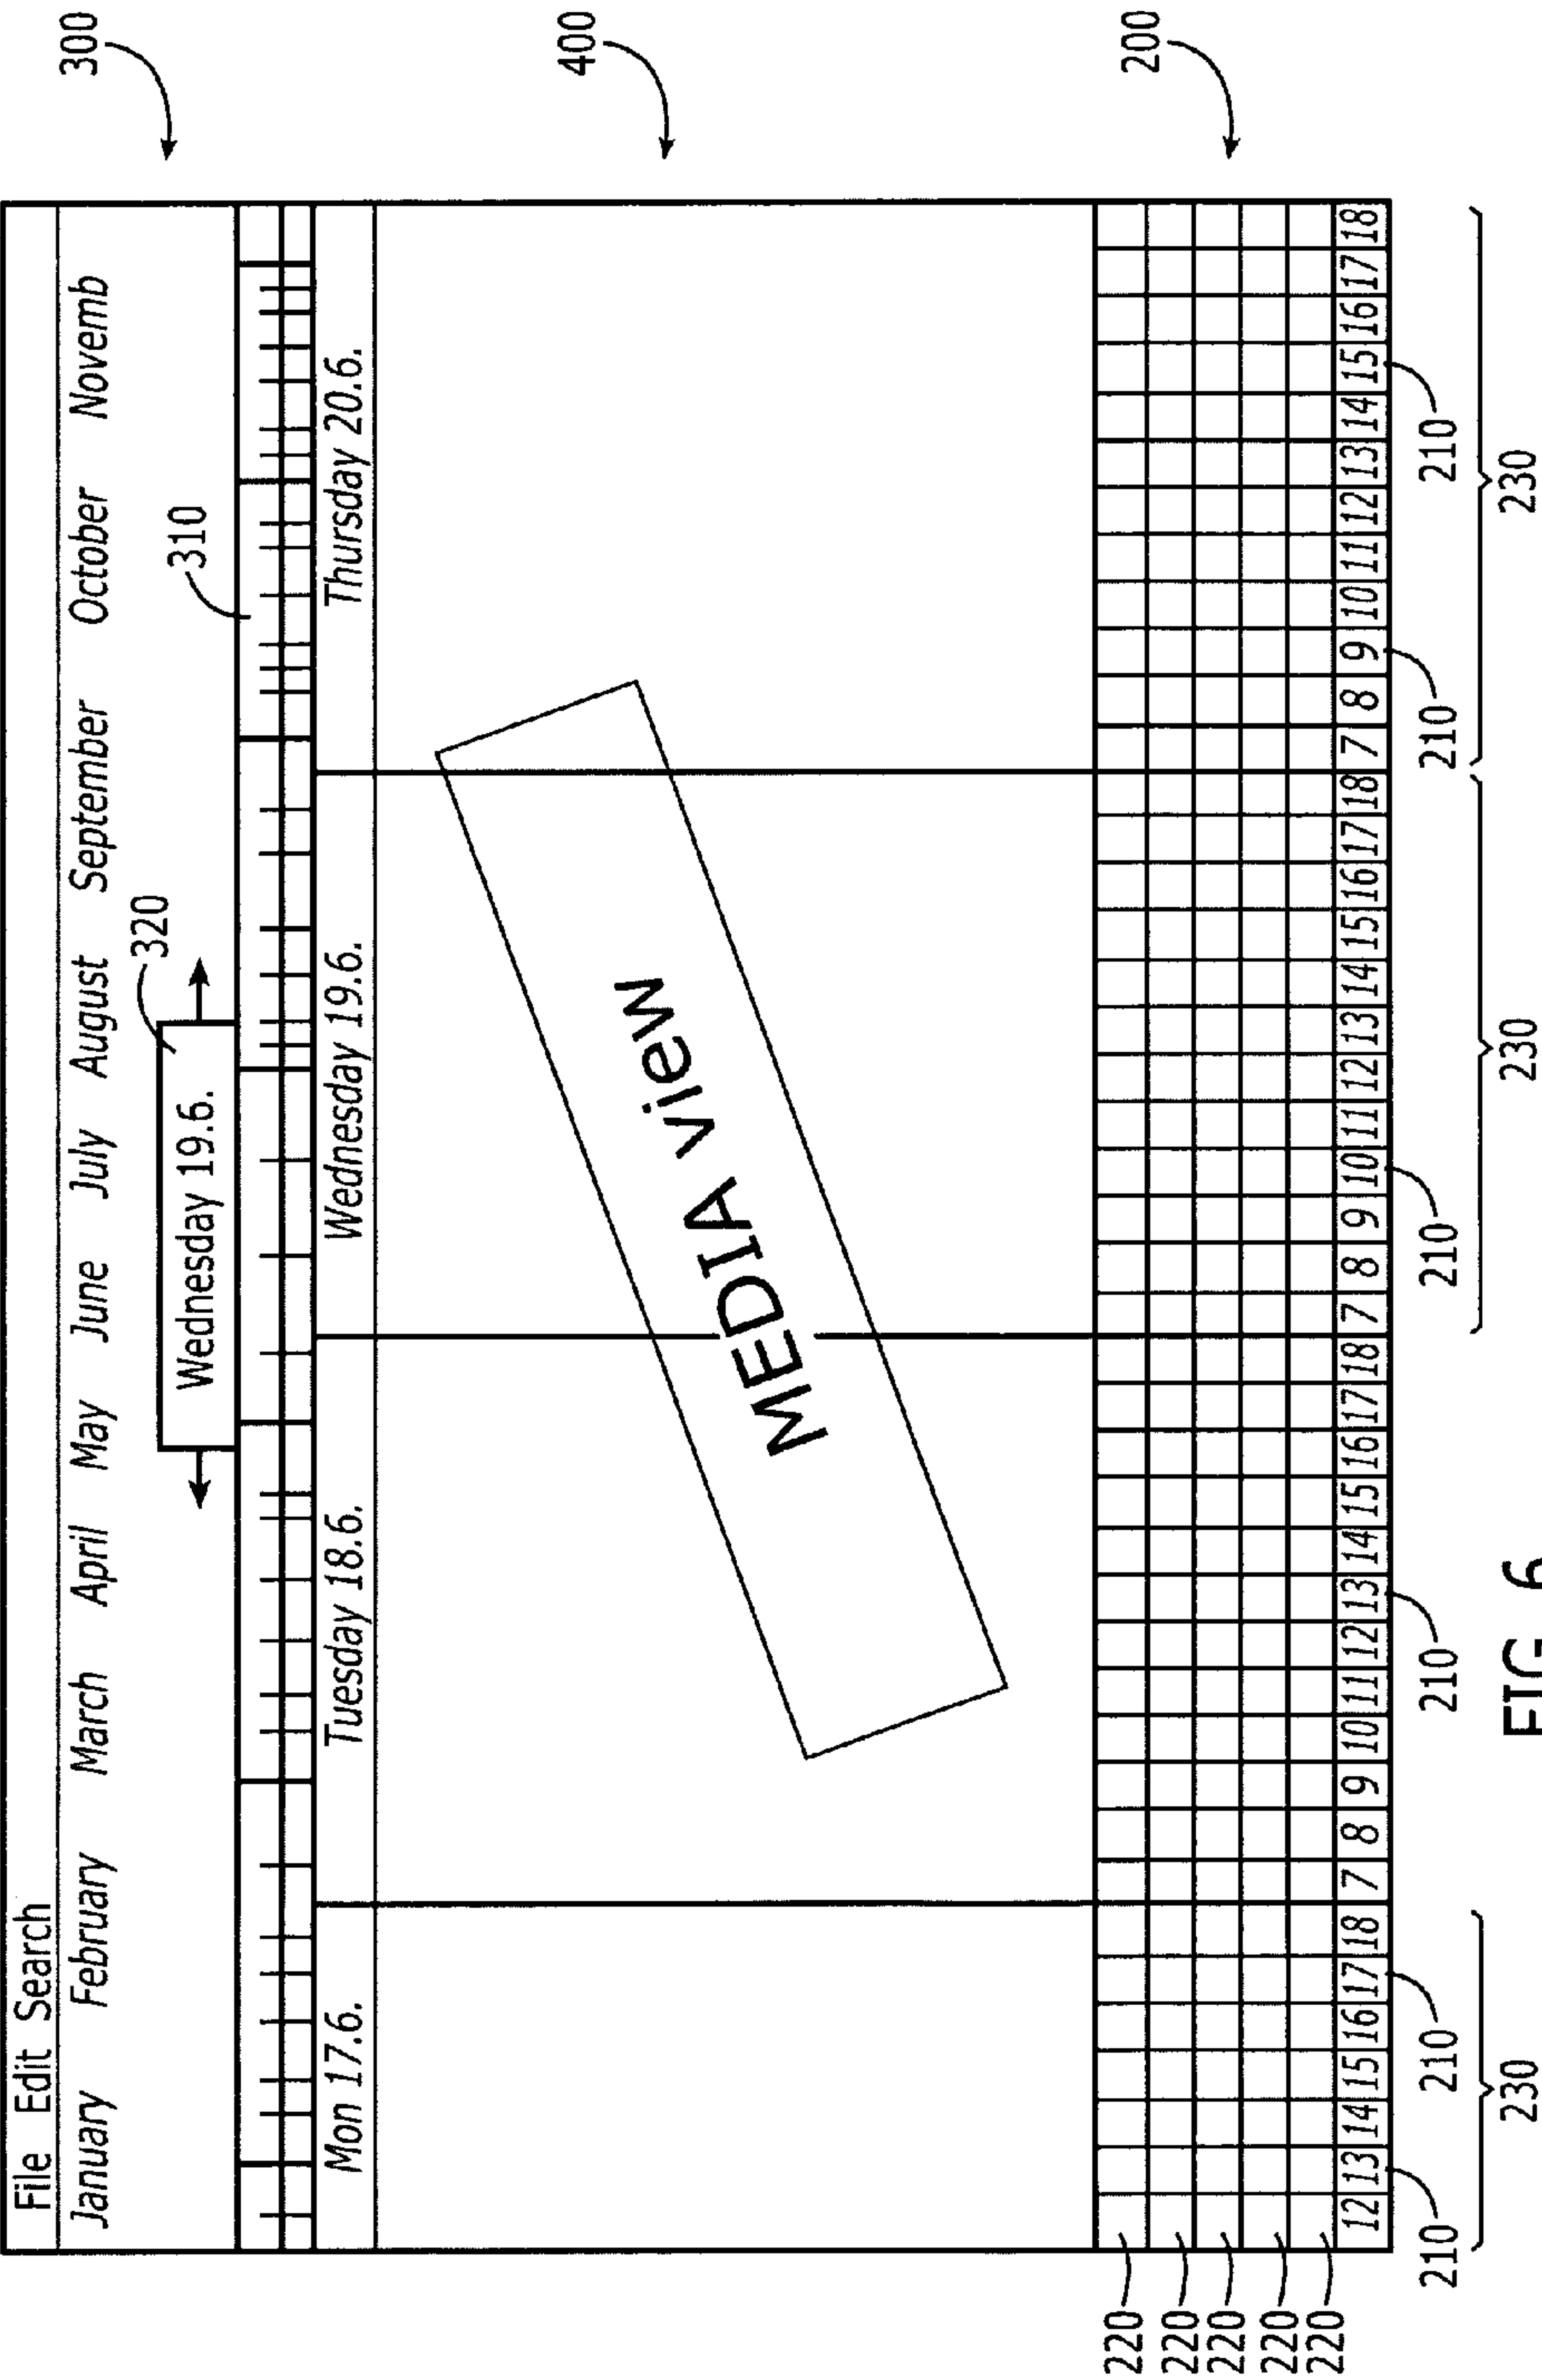 File Edit Search
January February March April May June July August September October Novemb
300
320
310
Wednesday 19.6.
Mon 17.6. Tuesday 18.6. Wednesday 19.6. Thursday 20.6.
400
MEDIA view
200
220
220
220
220
220
12 13 14 15 16 17 18 7 8 9 10 11 12 13 14 15 16 17 18 7 8 9 10 11 12 13 14 15 16 17 18 7 8 9 10 11 12 13 14 15 16 17 18
210 210 210 210 210 210
230 230 230
FIG. 6